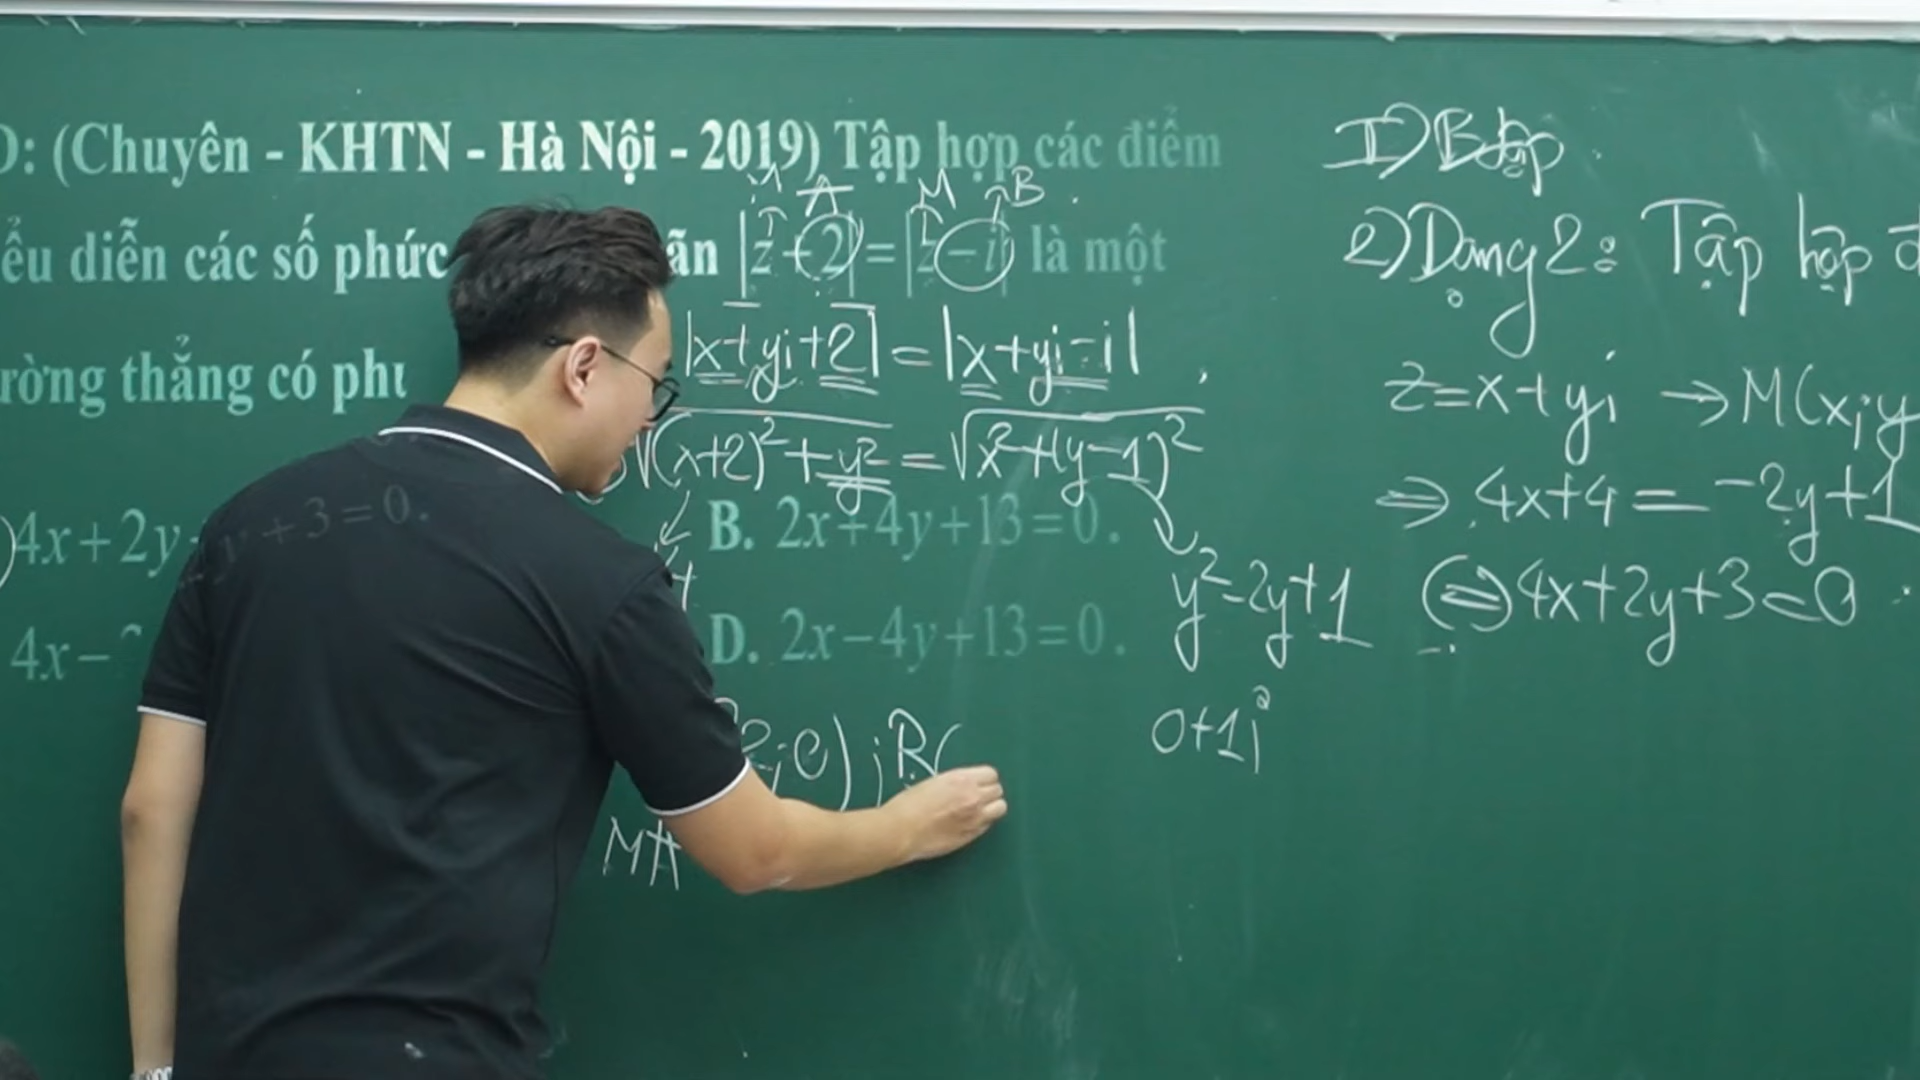 D: (Chuyên - KHTN - Hà Nội - 2019) Tập hợp các điểm
M A M B
ểu diễn các số phức ãn |z+2|=|z-i| là một
|x+yi+2|=|x+yi-i|
ường thẳng có phư
√(x+2)²+y² = √x²+(y-1)²
4x+2y y+3=0.
B. 2x+4y+13=0.
4x-2
D. 2x-4y+13=0.
y²-2y+1
0+1i
2;0);B(
MA
I) B
2) Dạng 2: Tập hợp đ
z=x+yi → M(x;y
⇔ 4x+4=-2y+1
⇔ 4x+2y+3=0